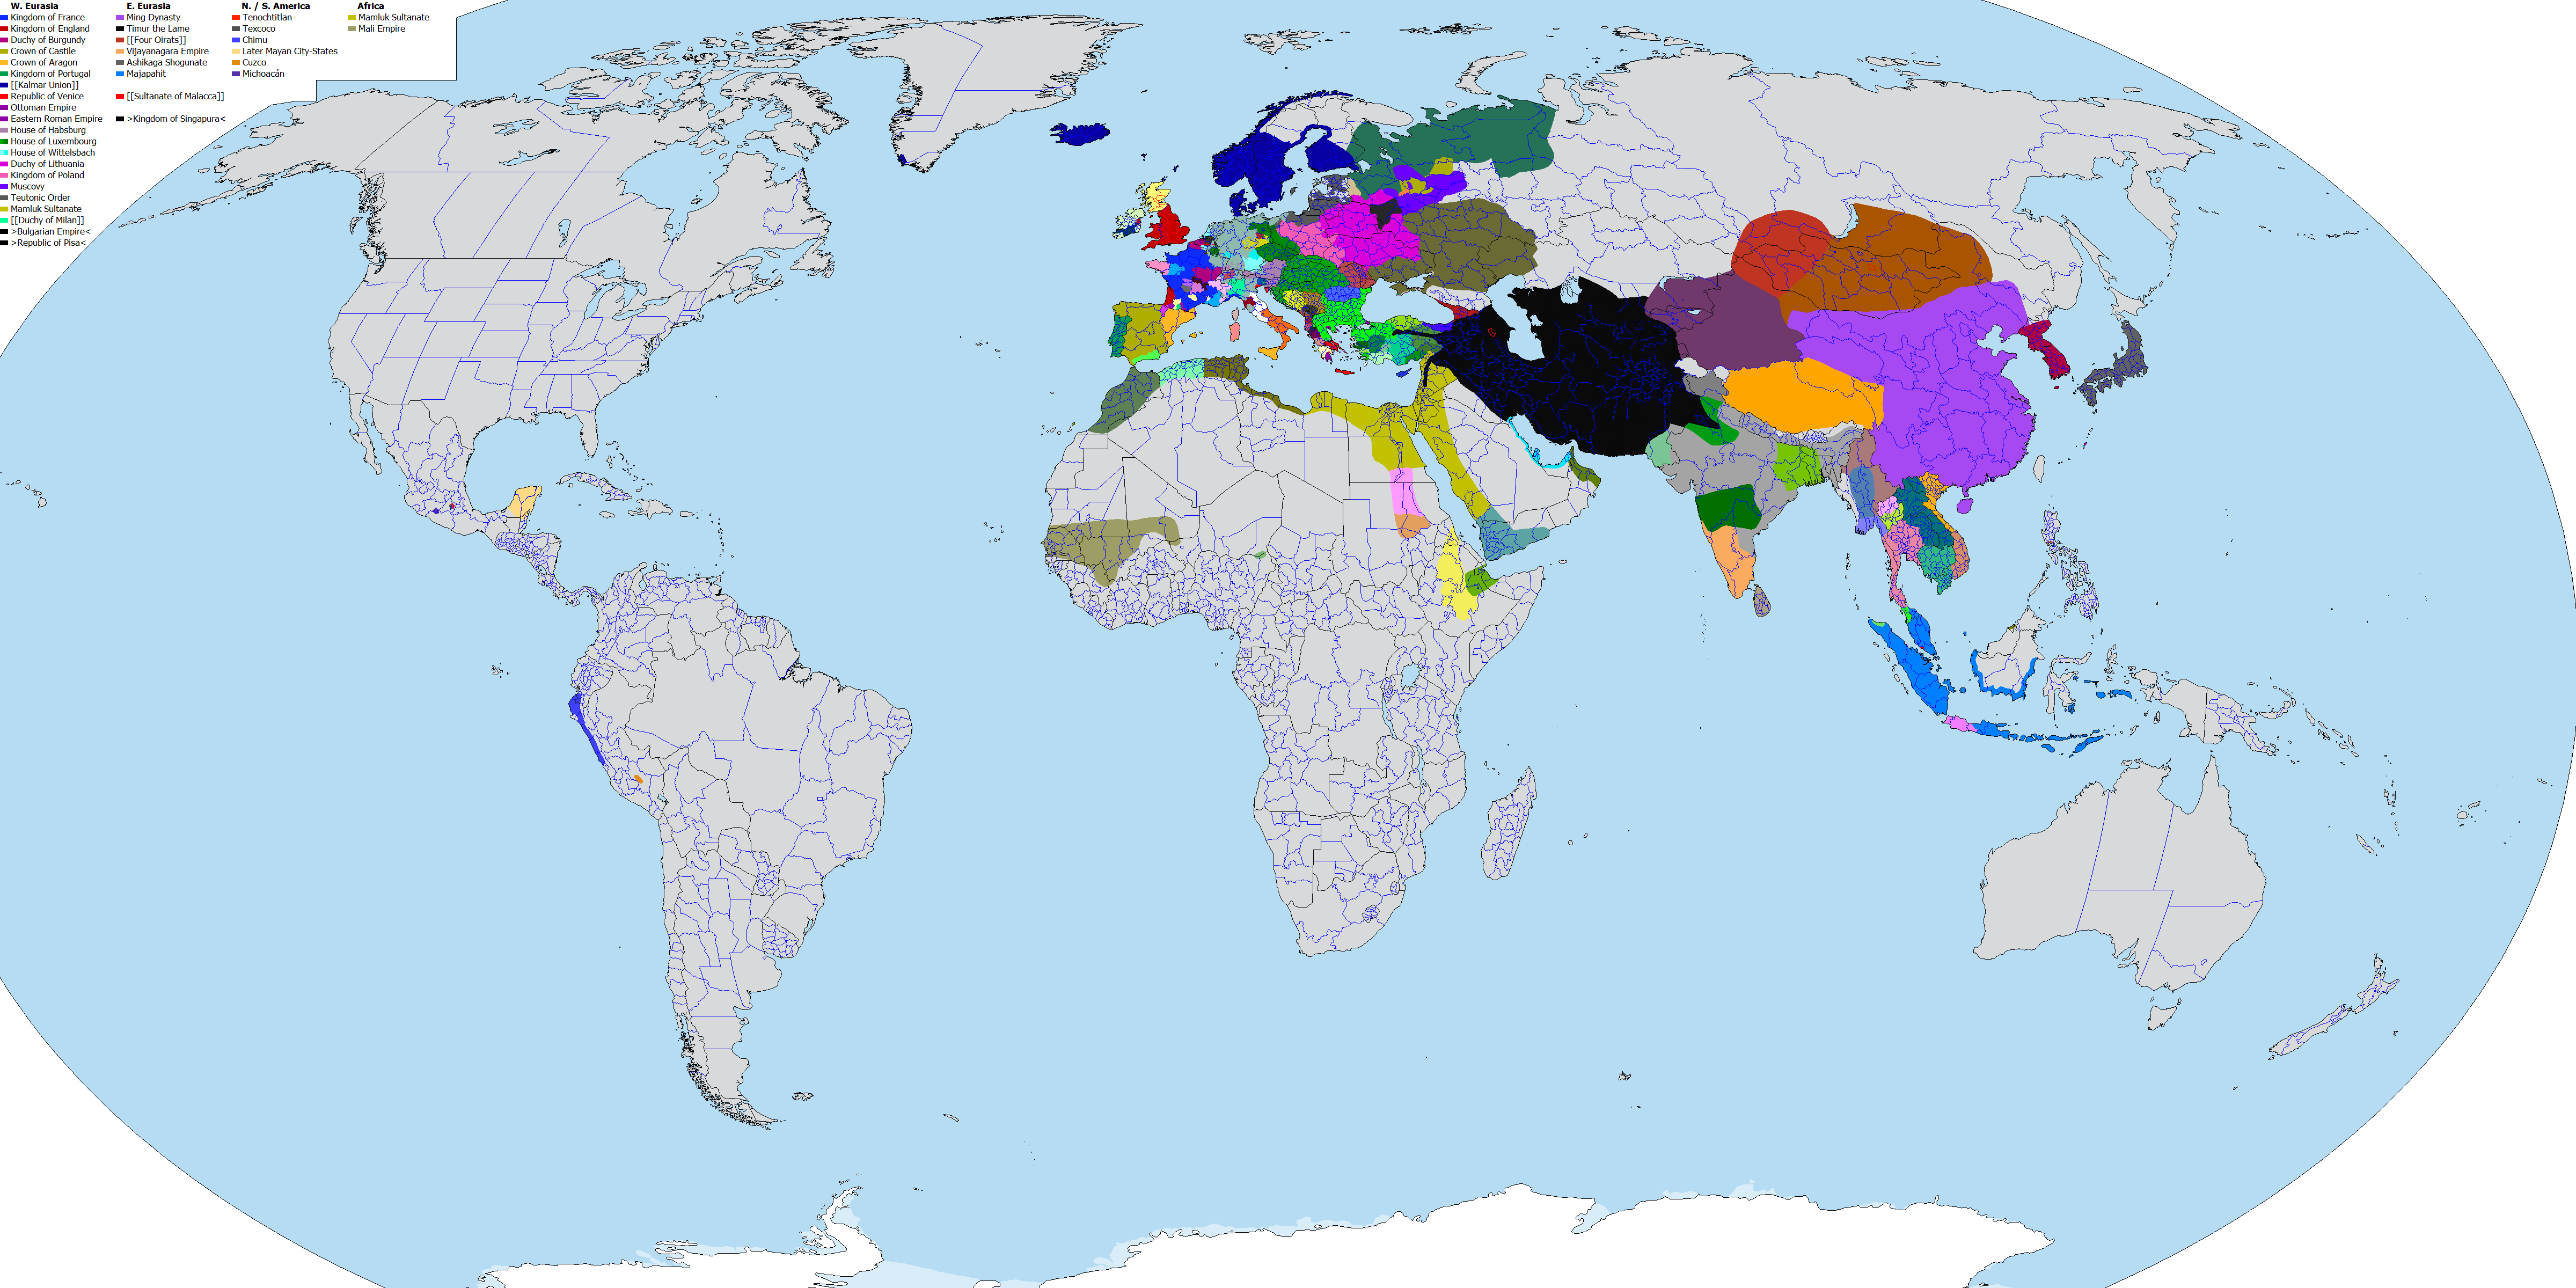 W. Eurasia
Kingdom of France
Kingdom of England
Duchy of Burgundy
Crown of Castile
Crown of Aragon
Kingdom of Portugal
[[Kalmar Union]]
Republic of Venice
Ottoman Empire
Eastern Roman Empire
House of Habsburg
House of Luxembourg
House of Wittelsbach
Duchy of Lithuania
Kingdom of Poland
Muscovy
Teutonic Order
Mamluk Sultanate
[[Duchy of Milan]]
>Bulgarian Empire<
>Republic of Pisa<
E. Eurasia
Ming Dynasty
Timur the Lame
[[Four Oirats]]
Vijayanagara Empire
Ashikaga Shogunate
Majapahit
[[Sultanate of Malacca]]
>Kingdom of Singapura<
N. / S. America
Tenochtitlan
Texcoco
Chimu
Later Mayan City-States
Cuzco
Michoacán
Africa
Mamluk Sultanate
Mali Empire